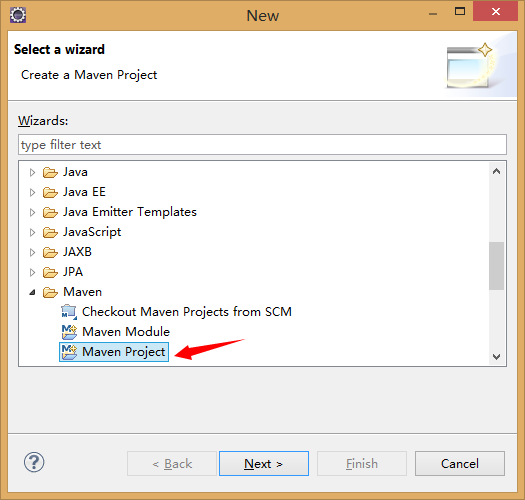 New
Select a wizard
Create a Maven Project
Wizards:
type filter text
Java
Java EE
Java Emitter Templates
JavaScript
JAXB
JPA
Maven
Checkout Maven Projects from SCM
Maven Module
Maven Project
?
< Back
Next >
Finish
Cancel